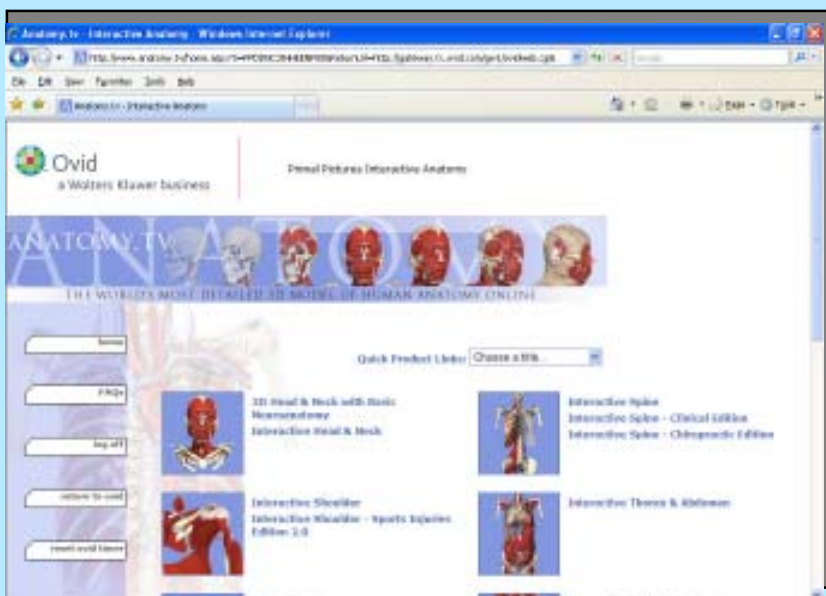 Anatomy.tv - Interactive Anatomy - Windows Internet Explorer
File Edit View Favorites Tools Help
Anatomy.tv - Interactive Anatomy
Page Tools
Ovid
a Wolters Kluwer business
Primal Pictures Interactive Anatomy
ANATOMY
ANATOMY.TV
THE WORLD'S MOST DETAILED 3D MODEL OF HUMAN ANATOMY ONLINE
home
FAQs
log off
return to ovid
reset ovid timer
Quick Product Links: Choose a title...
3D Head & Neck with Basic
Neuroanatomy
Interactive Head & Neck
Interactive Spine
Interactive Spine - Clinical Edition
Interactive Spine - Chiropractic Edition
Interactive Shoulder
Interactive Shoulder - Sports Injuries
Edition 2.0
Interactive Thorax & Abdomen